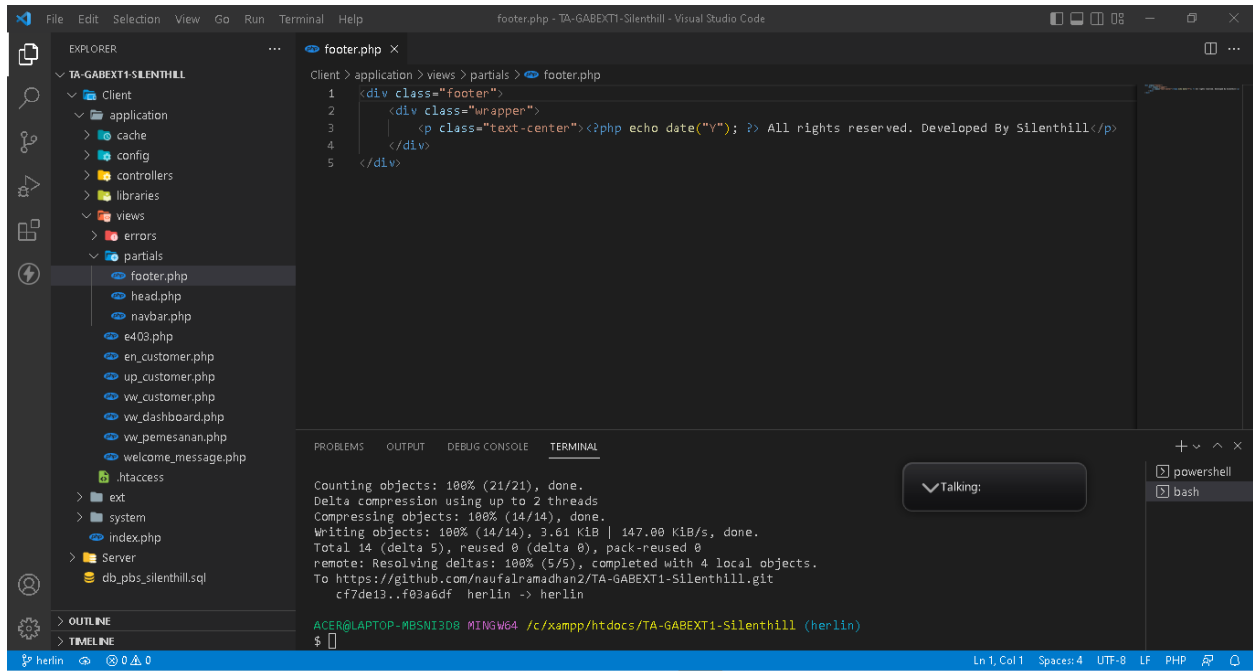 File Edit Selection View Go Run Terminal Help
footer.php - TA-GABEXT1-Silenthill - Visual Studio Code
EXPLORER
TA-GABEXT1-SILENTHILL
Client
application
cache
config
controllers
libraries
views
errors
partials
footer.php
head.php
navbar.php
e403.php
en_customer.php
up_customer.php
vw_customer.php
vw_dashboard.php
vw_pemesanan.php
welcome_message.php
.htaccess
ext
system
index.php
Server
db_pbs_silenthill.sql
OUTLINE
TIMELINE
footer.php
Client > application > views > partials > footer.php
1 <div class="footer">
2 <div class="wrapper">
3 <p class="text-center"><?php echo date("Y"); ?> All rights reserved. Developed By Silenthill</p>
4 </div>
5 </div>
PROBLEMS OUTPUT DEBUG CONSOLE TERMINAL
Counting objects: 100% (21/21), done.
Delta compression using up to 2 threads
Compressing objects: 100% (14/14), done.
Writing objects: 100% (14/14), 3.61 KiB | 147.00 KiB/s, done.
Total 14 (delta 5), reused 0 (delta 0), pack-reused 0
remote: Resolving deltas: 100% (5/5), completed with 4 local objects.
To https://github.com/naufalramadhan2/TA-GABEXT1-Silenthill.git
cf7de13..f03a6df herlin -> herlin
ACER@LAPTOP-MBSNI3D8 MINGW64 /c/xampp/htdocs/TA-GABEXT1-Silenthill (herlin)
$
Talking:
powershell
bash
herlin 0 0
Ln 1, Col 1 Spaces: 4 UTF-8 LF PHP